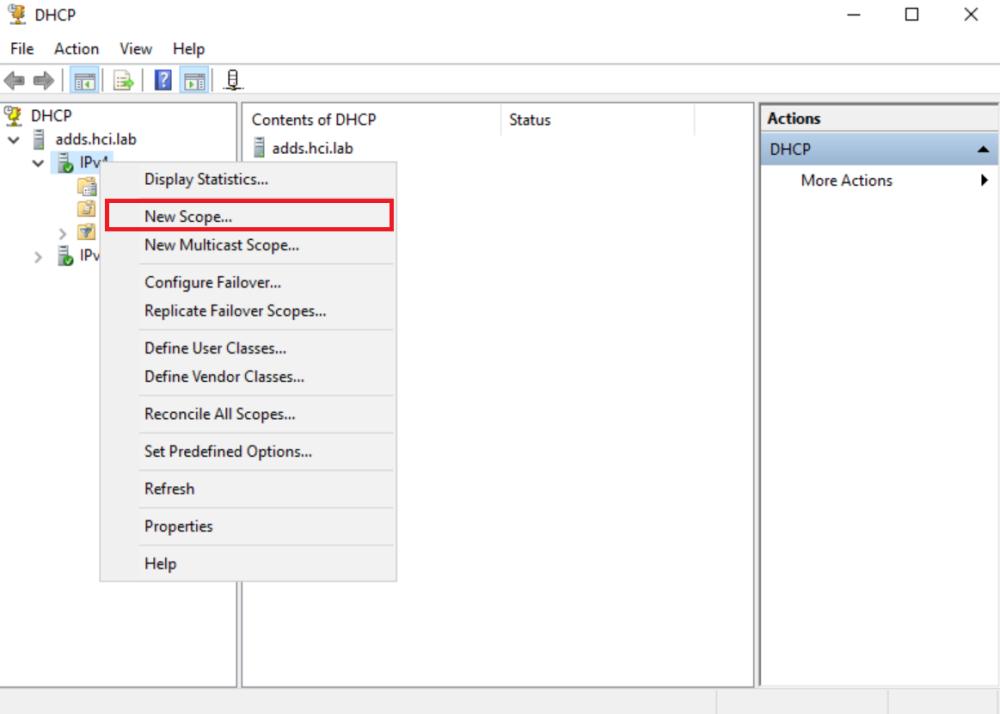 DHCP
File Action View Help
DHCP
adds.hci.lab
IPv4
IPv
Contents of DHCP Status
adds.hci.lab
Display Statistics...
New Scope...
New Multicast Scope...
Configure Failover...
Replicate Failover Scopes...
Define User Classes...
Define Vendor Classes...
Reconcile All Scopes...
Set Predefined Options...
Refresh
Properties
Help
Actions
DHCP
More Actions